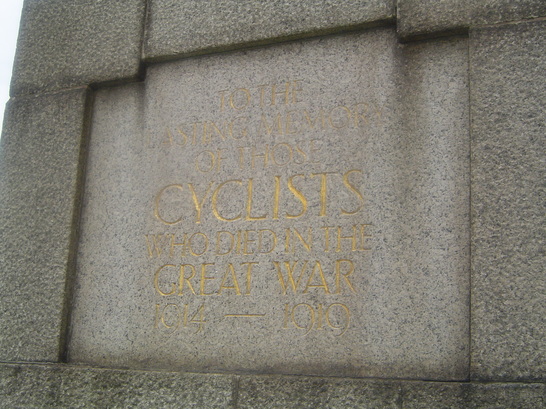 TO THE
LASTING MEMORY
OF THOSE
CYCLISTS
WHO DIED IN THE
GREAT WAR
1914 — 1919